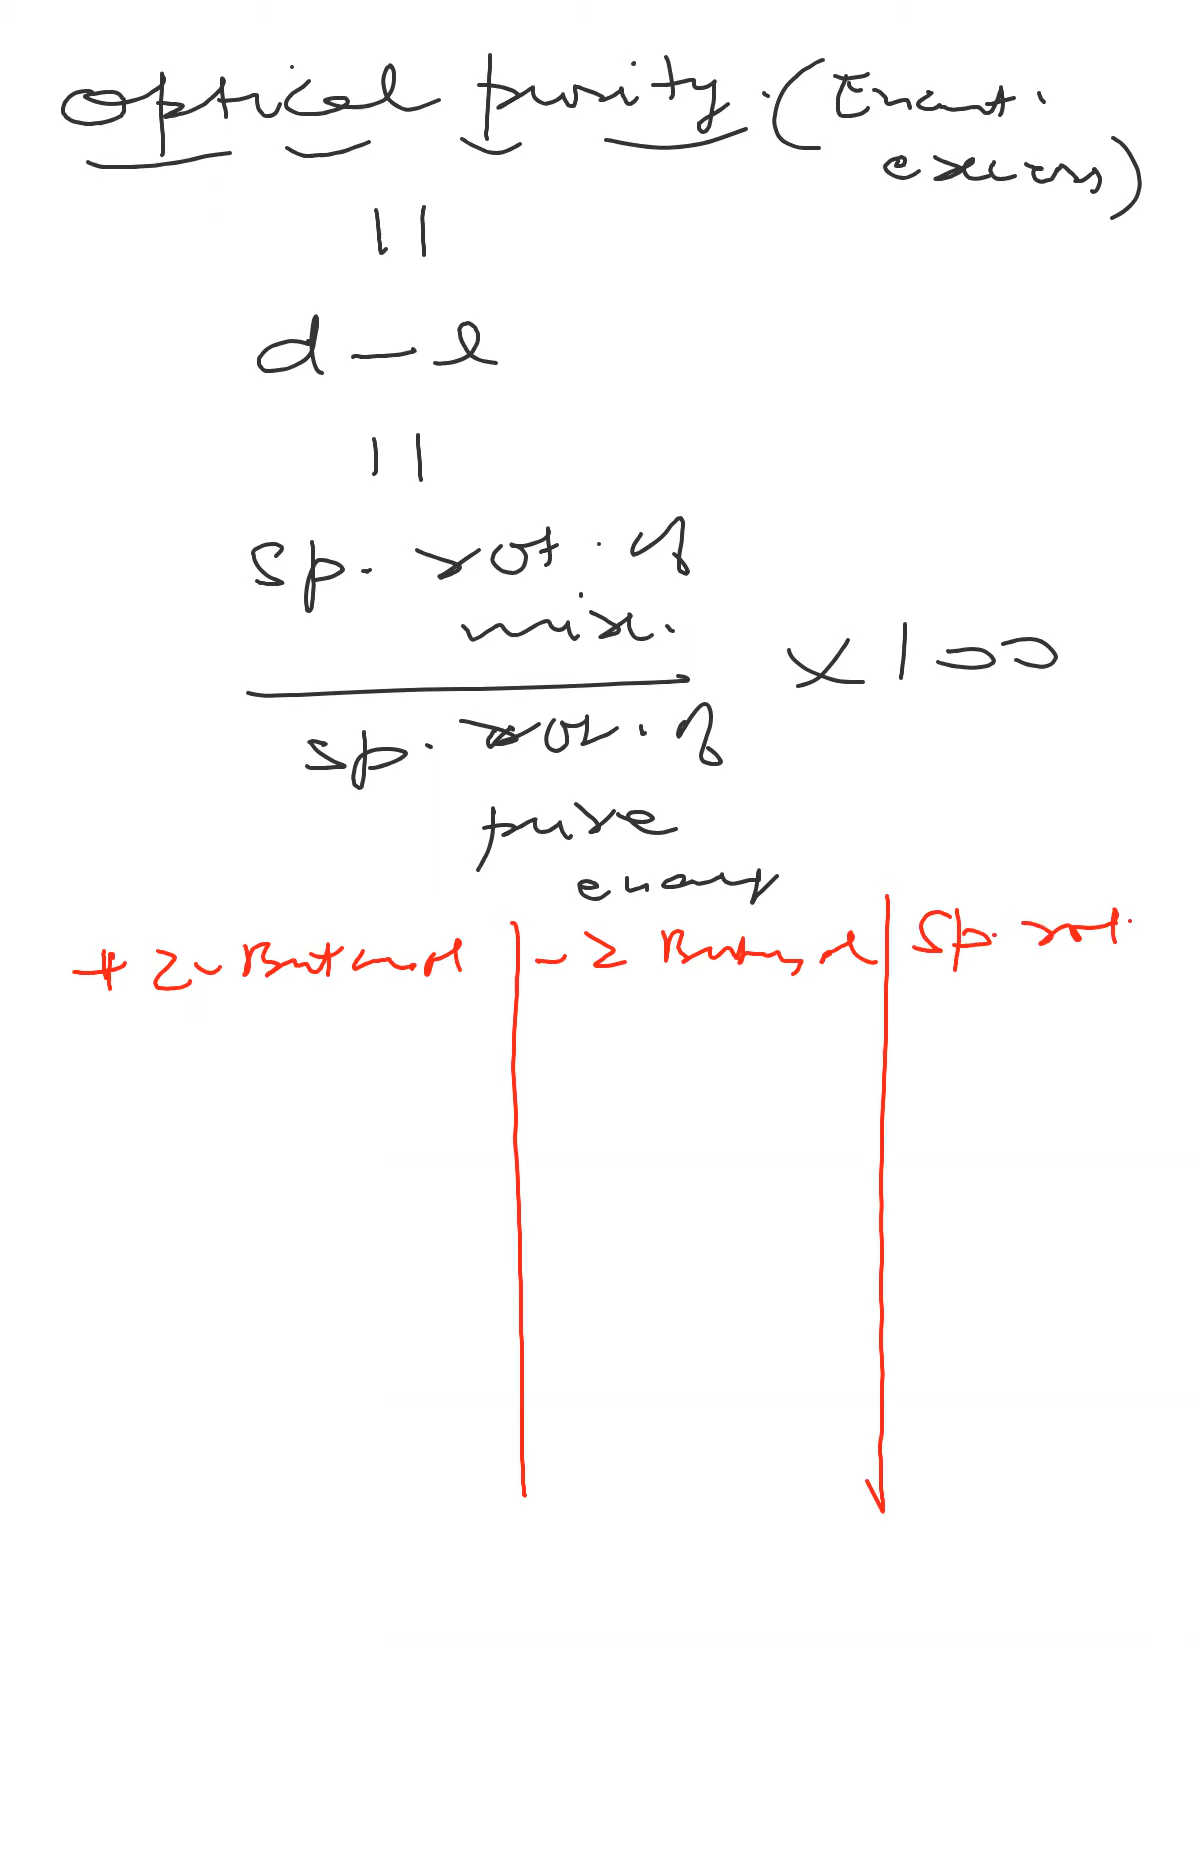 Optical purity. (Enant.
excess)
||
d - l
||
sp. rot. of
mix.
x 100
sp. rot. of
pure
enan
+ 2 - Butanol | - 2 Butanol | Sp. rot.